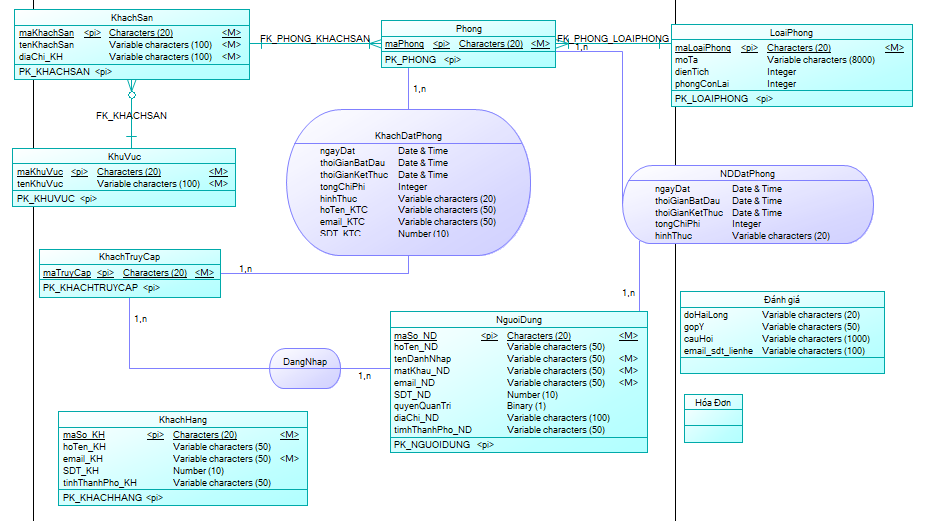 KhachSan
maKhachSan <pi> Characters (20) <M>
tenKhachSan Variable characters (100) <M>
diaChi_KH Variable characters (100) <M>
PK_KHACHSAN <pi>
FK_PHONG_KHACHSAN
Phong
maPhong <pi> Characters (20) <M>
PK_PHONG <pi>
FK_PHONG_LOAIPHONG
1,n
LoaiPhong
maLoaiPhong <pi> Characters (20) <M>
moTa Variable characters (8000)
dienTich Integer
phongConLai Integer
PK_LOAIPHONG <pi>
1,n
FK_KHACHSAN
KhuVuc
maKhuVuc <pi> Characters (20) <M>
tenKhuVuc Variable characters (100) <M>
PK_KHUVUC <pi>
KhachDatPhong
ngayDat Date & Time
thoiGianBatDau Date & Time
thoiGianKetThuc Date & Time
tongChiPhi Integer
hinhThuc Variable characters (20)
hoTen_KTC Variable characters (50)
email_KTC Variable characters (50)
SDT_KTC Number (10)
NDDatPhong
ngayDat Date & Time
thoiGianBatDau Date & Time
thoiGianKetThuc Date & Time
tongChiPhi Integer
hinhThuc Variable characters (20)
KhachTruyCap
maTruyCap <pi> Characters (20) <M>
PK_KHACHTRUYCAP <pi>
1,n
1,n
1,n
DangNhap
1,n
NguoiDung
maSo_ND <pi> Characters (20) <M>
hoTen_ND Variable characters (50)
tenDanhNhap Variable characters (50) <M>
matKhau_ND Variable characters (50) <M>
email_ND Variable characters (50) <M>
SDT_ND Number (10)
quyenQuanTri Binary (1)
diaChi_ND Variable characters (100)
timhThanhPho_ND Variable characters (50)
PK_NGUOIDUNG <pi>
Đánh giá
doHaiLong Variable characters (20)
gopY Variable characters (50)
cauHoi Variable characters (1000)
email_sdt_lienhe Variable characters (100)
Hóa Đơn
KhachHang
maSo_KH <pi> Characters (20) <M>
hoTen_KH Variable characters (50)
email_KH Variable characters (50) <M>
SDT_KH Number (10)
tinhThanhPho_KH Variable characters (50)
PK_KHACHHANG <pi>